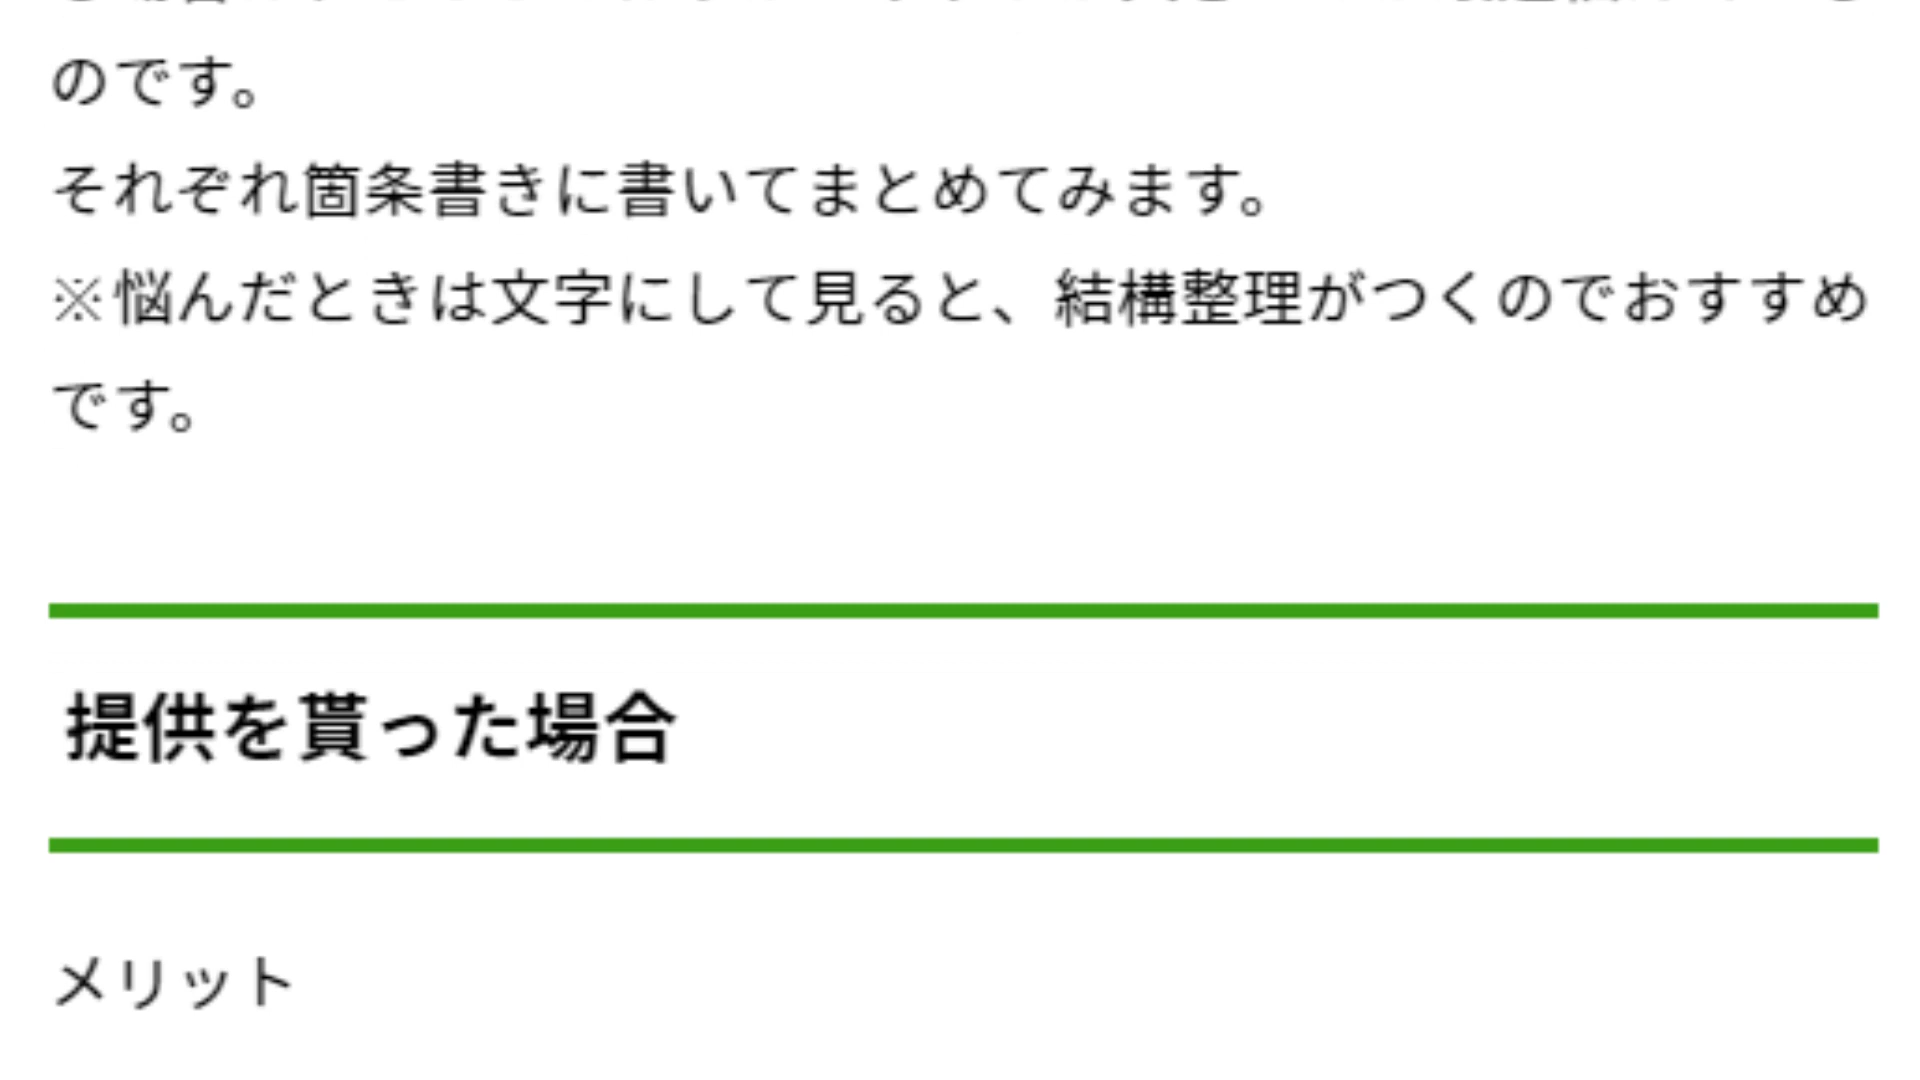 のです。
それぞれ箇条書きに書いてまとめてみます。
※悩んだときは文字にして見ると、結構整理がつくのでおすすめ
です。
提供を貰った場合
メリット